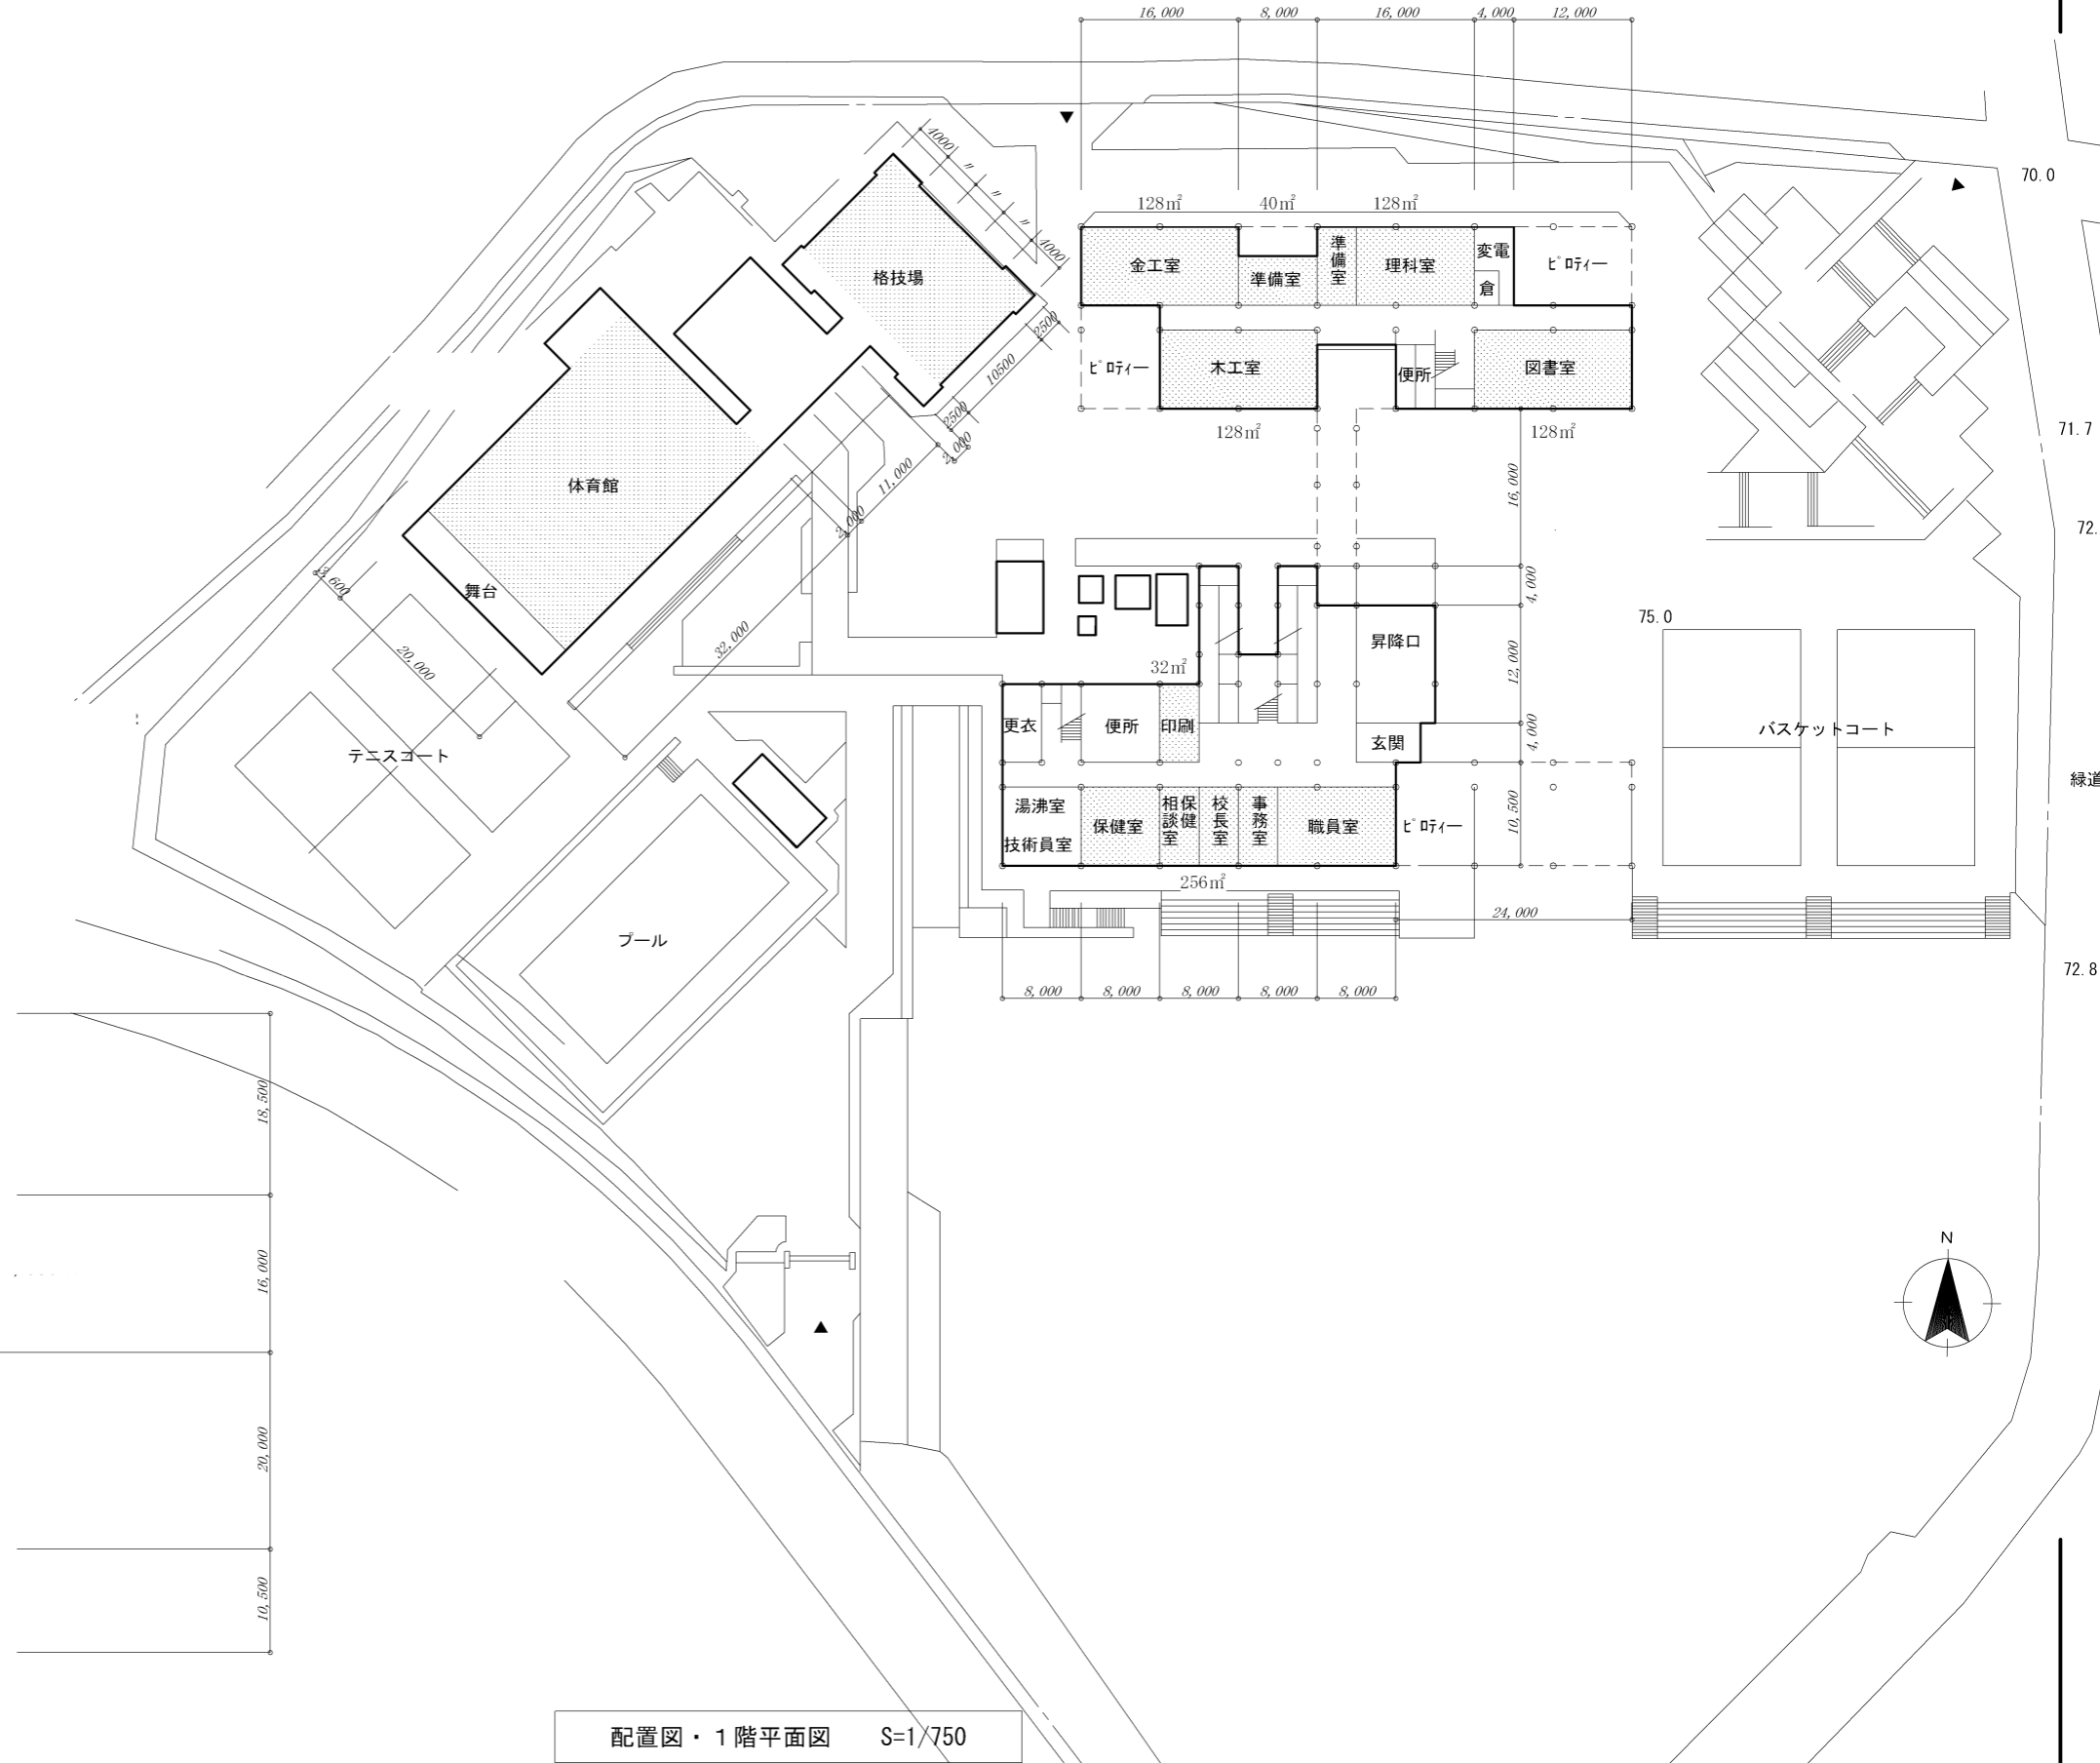 16,000
8,000
16,000
4,000
12,000
4000
〃
〃
〃
4000
70.0
128㎡
40㎡
128㎡
金工室
準備室
準備室
理科室
変電
倉
ﾋﾟﾛﾃｨー
格技場
2500
10500
2500
2,000
11,000
2,000
ﾋﾟﾛﾃｨー
木工室
便所
図書室
128㎡
128㎡
71.7
16,000
72.
体育館
舞台
3,600
20,000
32,000
4,000
75.0
昇降口
12,000
32㎡
更衣
便所
印刷
玄関
4,000
バスケットコート
テニスコート
緑道
湯沸室
技術員室
保健室
保健
相談室
校長室
事務室
職員室
ﾋﾟﾛﾃｨー
10,500
256㎡
24,000
プール
72.8
8,000
8,000
8,000
8,000
8,000
18,500
16,000
20,000
10,500
N
配置図・１階平面図 S=1/750